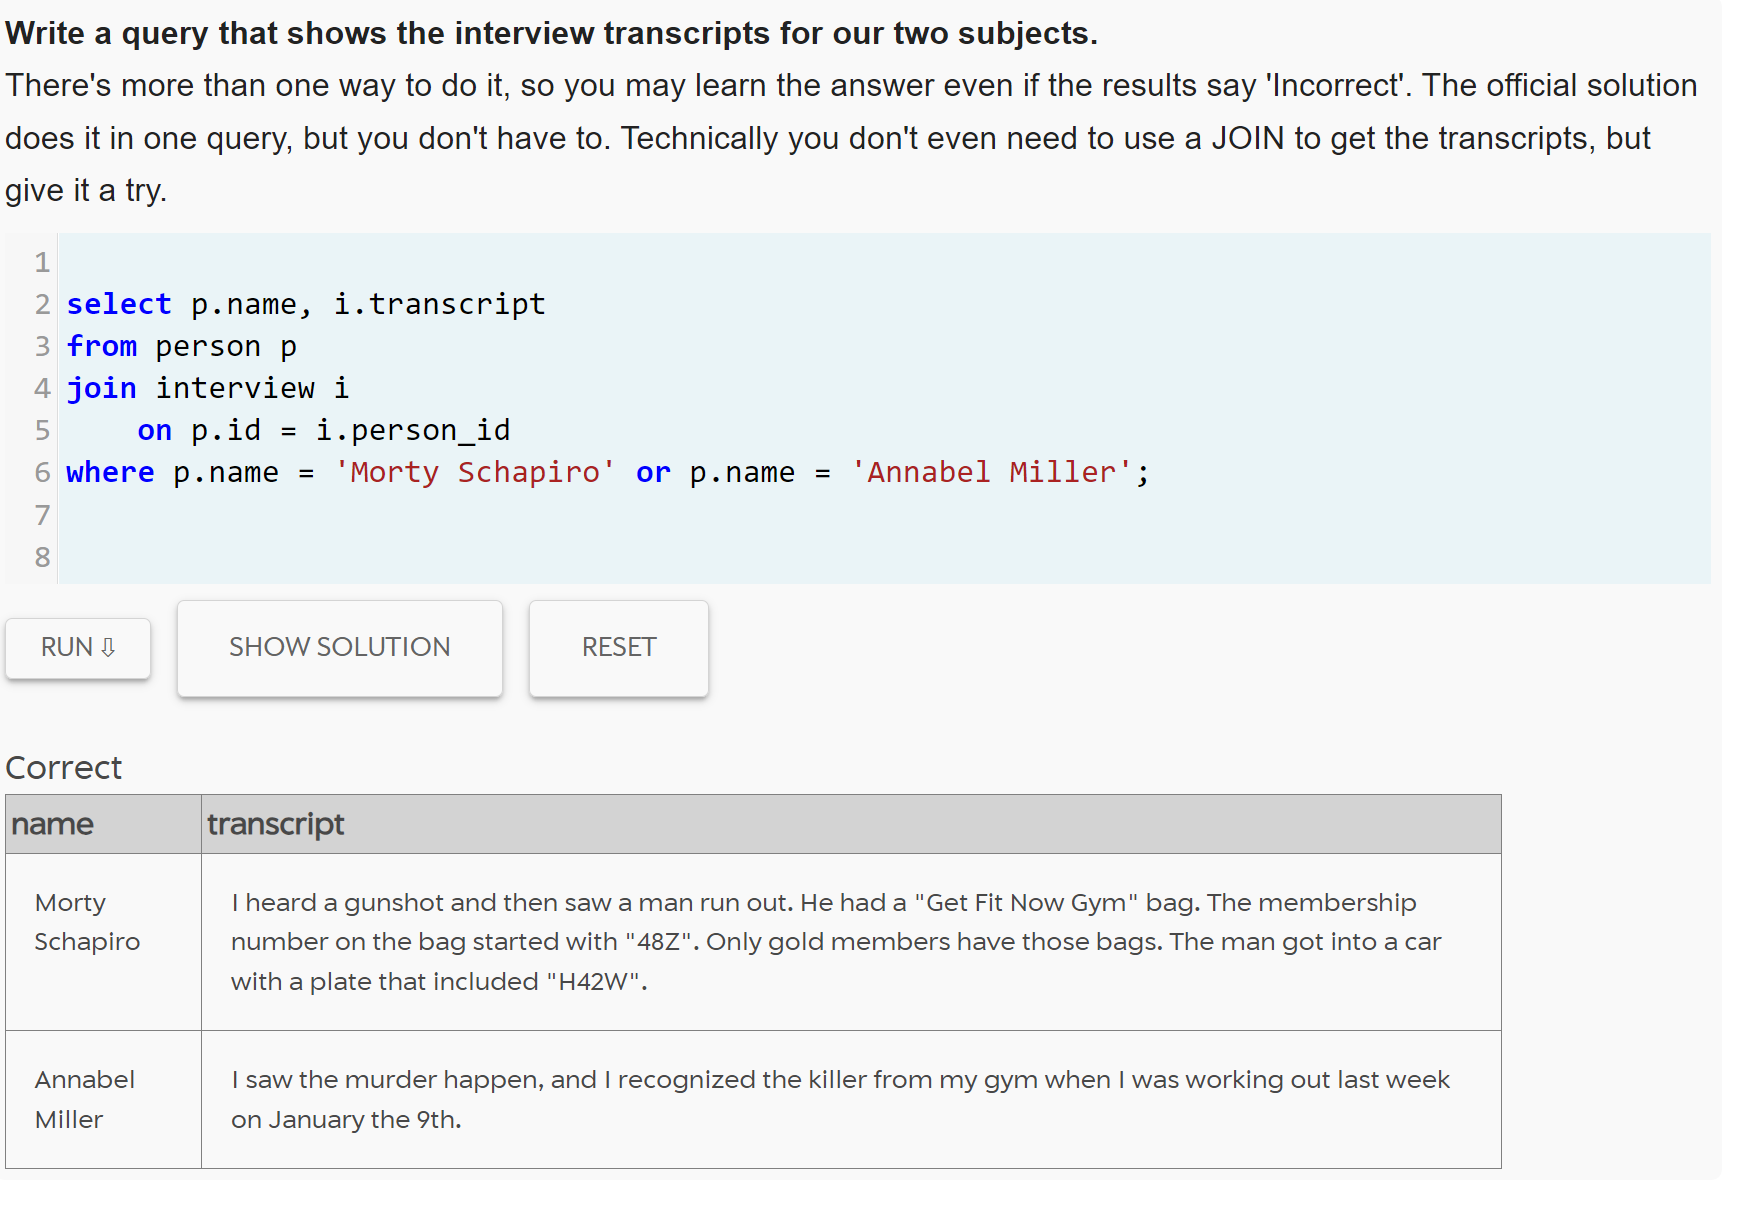 Write a query that shows the interview transcripts for our two subjects.
There's more than one way to do it, so you may learn the answer even if the results say 'Incorrect'. The official solution
does it in one query, but you don't have to. Technically you don't even need to use a JOIN to get the transcripts, but
give it a try.
1
2 select p.name, i.transcript
3 from person p
4 join interview i
5     on p.id = i.person_id
6 where p.name = 'Morty Schapiro' or p.name = 'Annabel Miller';
7
8
RUN ⇩ SHOW SOLUTION RESET
Correct
name transcript
Morty
Schapiro
I heard a gunshot and then saw a man run out. He had a "Get Fit Now Gym" bag. The membership
number on the bag started with "48Z". Only gold members have those bags. The man got into a car
with a plate that included "H42W".
Annabel
Miller
I saw the murder happen, and I recognized the killer from my gym when I was working out last week
on January the 9th.